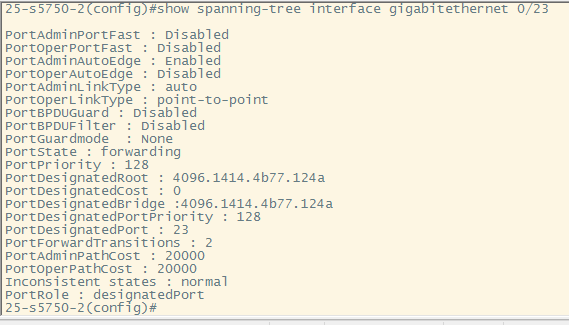 25-s5750-2(config)#show spanning-tree interface gigabitethernet 0/23
PortAdminPortFast : Disabled
PortOperPortFast : Disabled
PortAdminAutoEdge : Enabled
PortOperAutoEdge : Disabled
PortAdminLinkType : auto
PortOperLinkType : point-to-point
PortBPDUGuard : Disabled
PortBPDUFilter : Disabled
PortGuardmode  : None
PortState : forwarding
PortPriority : 128
PortDesignatedRoot : 4096.1414.4b77.124a
PortDesignatedCost : 0
PortDesignatedBridge :4096.1414.4b77.124a
PortDesignatedPortPriority : 128
PortDesignatedPort : 23
PortForwardTransitions : 2
PortAdminPathCost : 20000
PortOperPathCost : 20000
Inconsistent states : normal
PortRole : designatedPort
25-s5750-2(config)#